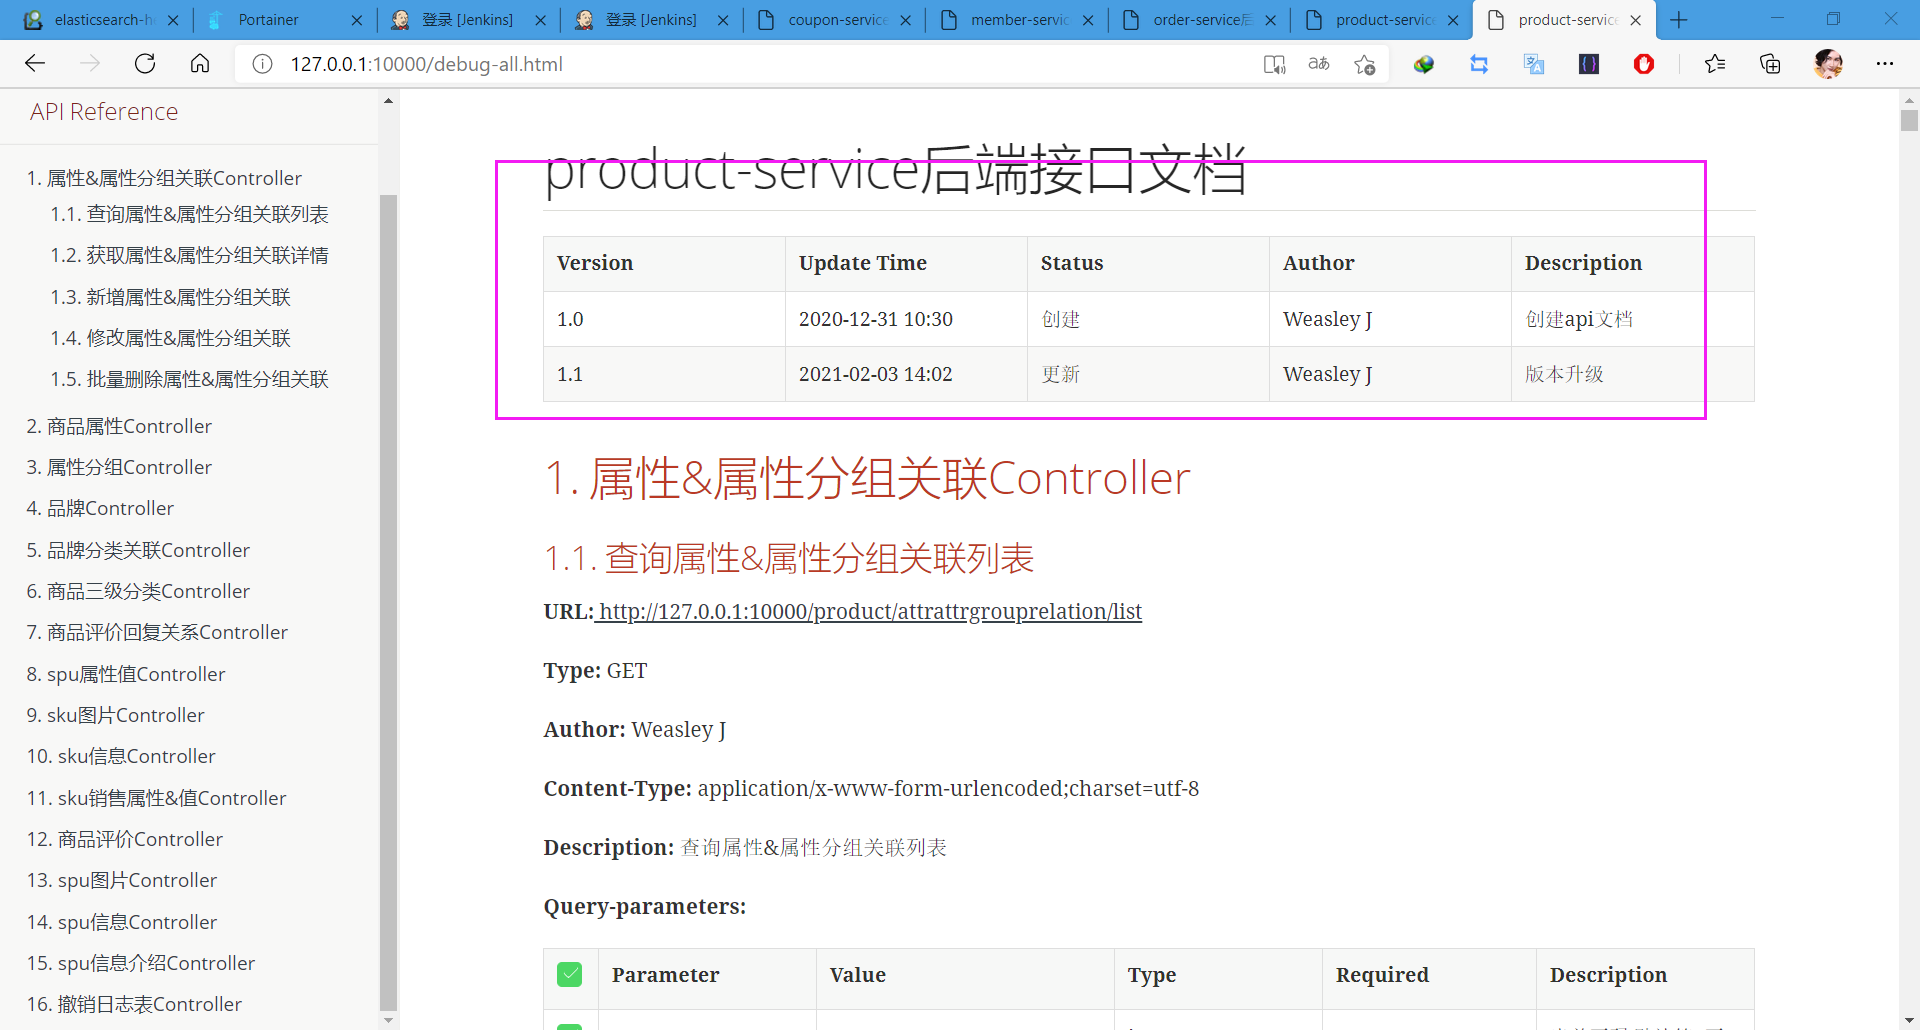 elasticsearch-h
Portainer
登录 [Jenkins]
登录 [Jenkins]
coupon-service
member-servic
order-service后
product-service
product-service
127.0.0.1:10000/debug-all.html
API Reference
1. 属性&属性分组关联Controller
1.1. 查询属性&属性分组关联列表
1.2. 获取属性&属性分组关联详情
1.3. 新增属性&属性分组关联
1.4. 修改属性&属性分组关联
1.5. 批量删除属性&属性分组关联
2. 商品属性Controller
3. 属性分组Controller
4. 品牌Controller
5. 品牌分类关联Controller
6. 商品三级分类Controller
7. 商品评价回复关系Controller
8. spu属性值Controller
9. sku图片Controller
10. sku信息Controller
11. sku销售属性&值Controller
12. 商品评价Controller
13. spu图片Controller
14. spu信息Controller
15. spu信息介绍Controller
16. 撤销日志表Controller
product-service后端接口文档
Version Update Time Status Author Description
1.0 2020-12-31 10:30 创建 Weasley J 创建api文档
1.1 2021-02-03 14:02 更新 Weasley J 版本升级
1. 属性&属性分组关联Controller
1.1. 查询属性&属性分组关联列表
URL: http://127.0.0.1:10000/product/attrattrgrouprelation/list
Type: GET
Author: Weasley J
Content-Type: application/x-www-form-urlencoded;charset=utf-8
Description: 查询属性&属性分组关联列表
Query-parameters:
Parameter Value Type Required Description